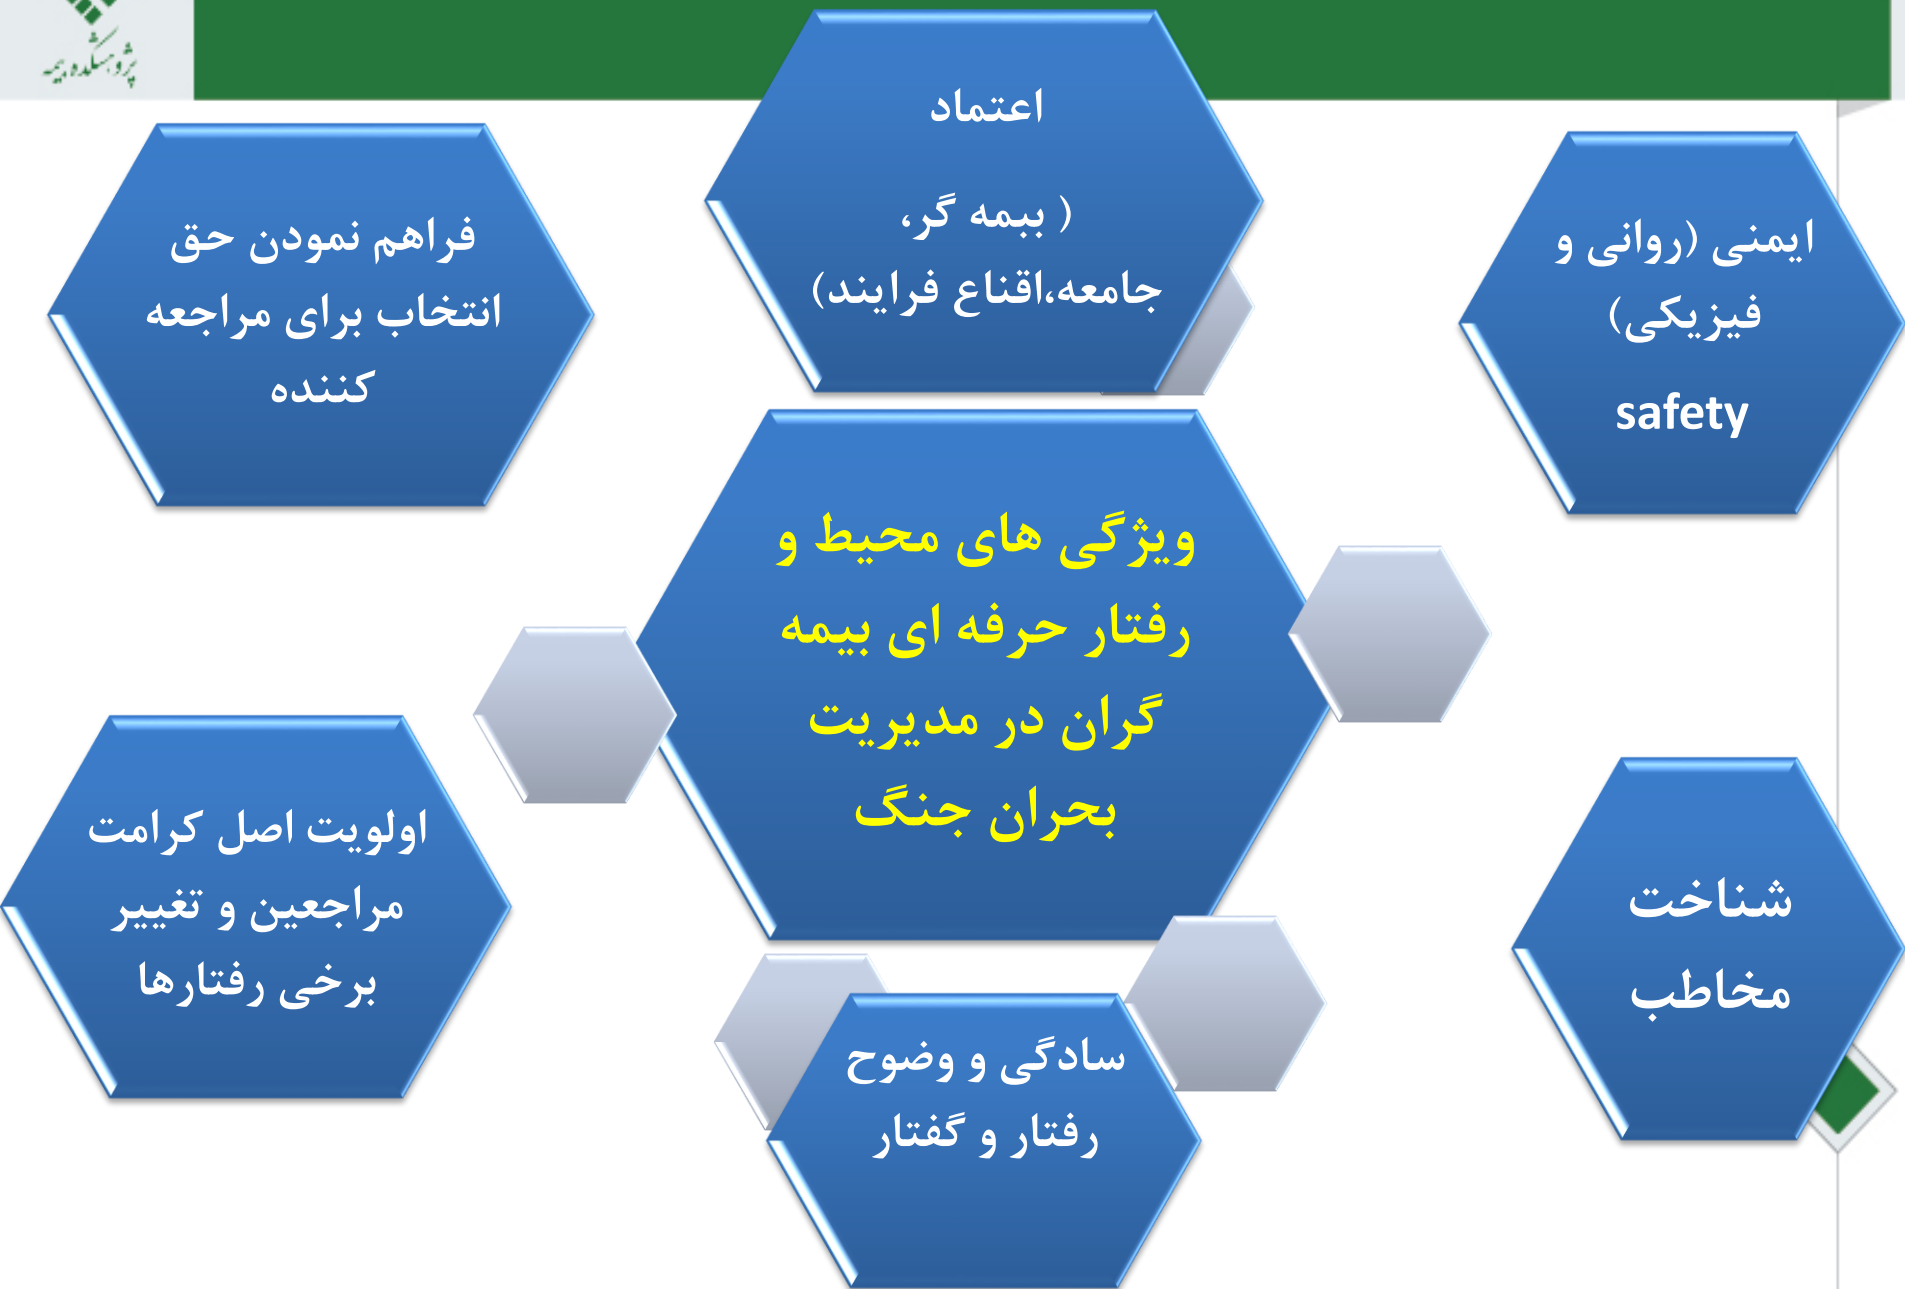 پژوهشکده بیمه
اعتماد
( بیمه گر،
جامعه،اقناع فرایند)
ایمنی (روانی و
فیزیکی)
safety
فراهم نمودن حق
انتخاب برای مراجعه
کننده
ویژگی های محیط و
رفتار حرفه ای بیمه
گران در مدیریت
بحران جنگ
شناخت
مخاطب
اولویت اصل کرامت
مراجعین و تغییر
برخی رفتارها
سادگی و وضوح
رفتار و گفتار